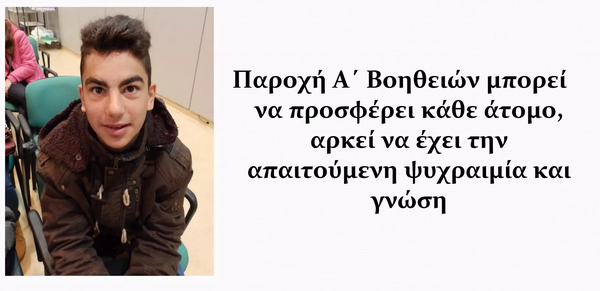 Παροχή Α΄ Βοηθειών μπορεί
να προσφέρει κάθε άτομο,
αρκεί να έχει την
απαιτούμενη ψυχραιμία και
γνώση